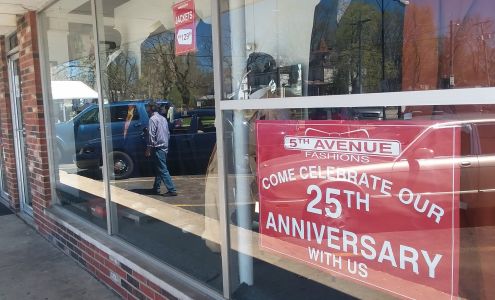 JACKETS
5TH AVENUE
FASHIONS
COME CELEBRATE OUR
25TH
ANNIVERSARY
WITH US